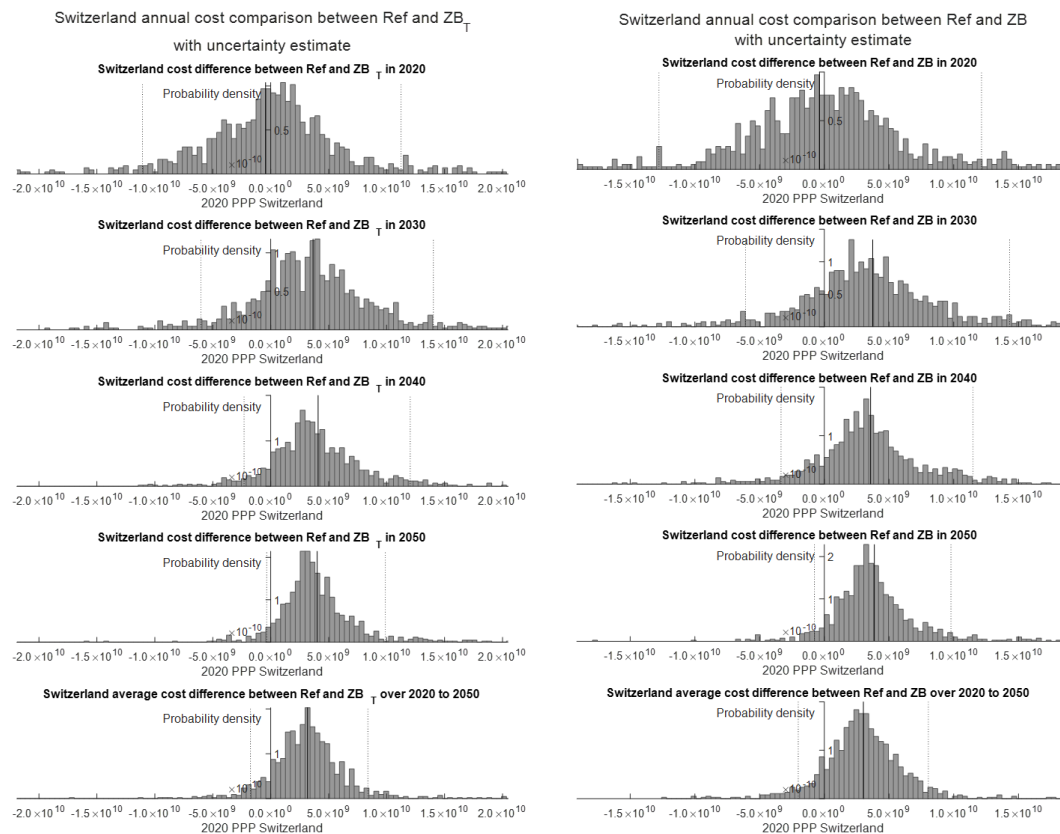 Switzerland annual cost comparison between Ref and ZB_T
with uncertainty estimate
Switzerland cost difference between Ref and ZB _T in 2020
Probability density
0.5
×10^-10
-2.0×10^10 -1.5×10^10 -1.0×10^10 -5.0×10^9 0.0×10^0 5.0×10^9 1.0×10^10 1.5×10^10 2.0×10^10
2020 PPP Switzerland
Switzerland cost difference between Ref and ZB _T in 2030
Probability density
1
0.5
×10^-10
-2.0×10^10 -1.5×10^10 -1.0×10^10 -5.0×10^9 0.0×10^0 5.0×10^9 1.0×10^10 1.5×10^10 2.0×10^10
2020 PPP Switzerland
Switzerland cost difference between Ref and ZB _T in 2040
Probability density
1
×10^-10
-2.0×10^10 -1.5×10^10 -1.0×10^10 -5.0×10^9 0.0×10^0 5.0×10^9 1.0×10^10 1.5×10^10 2.0×10^10
2020 PPP Switzerland
Switzerland cost difference between Ref and ZB _T in 2050
Probability density
1
×10^-10
-2.0×10^10 -1.5×10^10 -1.0×10^10 -5.0×10^9 0.0×10^0 5.0×10^9 1.0×10^10 1.5×10^10 2.0×10^10
2020 PPP Switzerland
Switzerland average cost difference between Ref and ZB _T over 2020 to 2050
Probability density
1
×10^-10
-2.0×10^10 -1.5×10^10 -1.0×10^10 -5.0×10^9 0.0×10^0 5.0×10^9 1.0×10^10 1.5×10^10 2.0×10^10
2020 PPP Switzerland
Switzerland annual cost comparison between Ref and ZB
with uncertainty estimate
Switzerland cost difference between Ref and ZB in 2020
Probability density
0.5
×10^-10
-1.5×10^10 -1.0×10^10 -5.0×10^9 0.0×10^0 5.0×10^9 1.0×10^10 1.5×10^10
2020 PPP Switzerland
Switzerland cost difference between Ref and ZB in 2030
Probability density
1
0.5
×10^-10
-1.5×10^10 -1.0×10^10 -5.0×10^9 0.0×10^0 5.0×10^9 1.0×10^10 1.5×10^10
2020 PPP Switzerland
Switzerland cost difference between Ref and ZB in 2040
Probability density
1
×10^-10
-1.5×10^10 -1.0×10^10 -5.0×10^9 0.0×10^0 5.0×10^9 1.0×10^10 1.5×10^10
2020 PPP Switzerland
Switzerland cost difference between Ref and ZB in 2050
2
Probability density
1
×10^-10
-1.5×10^10 -1.0×10^10 -5.0×10^9 0.0×10^0 5.0×10^9 1.0×10^10 1.5×10^10
2020 PPP Switzerland
Switzerland average cost difference between Ref and ZB over 2020 to 2050
Probability density
1
×10^-10
-1.5×10^10 -1.0×10^10 -5.0×10^9 0.0×10^0 5.0×10^9 1.0×10^10 1.5×10^10
2020 PPP Switzerland